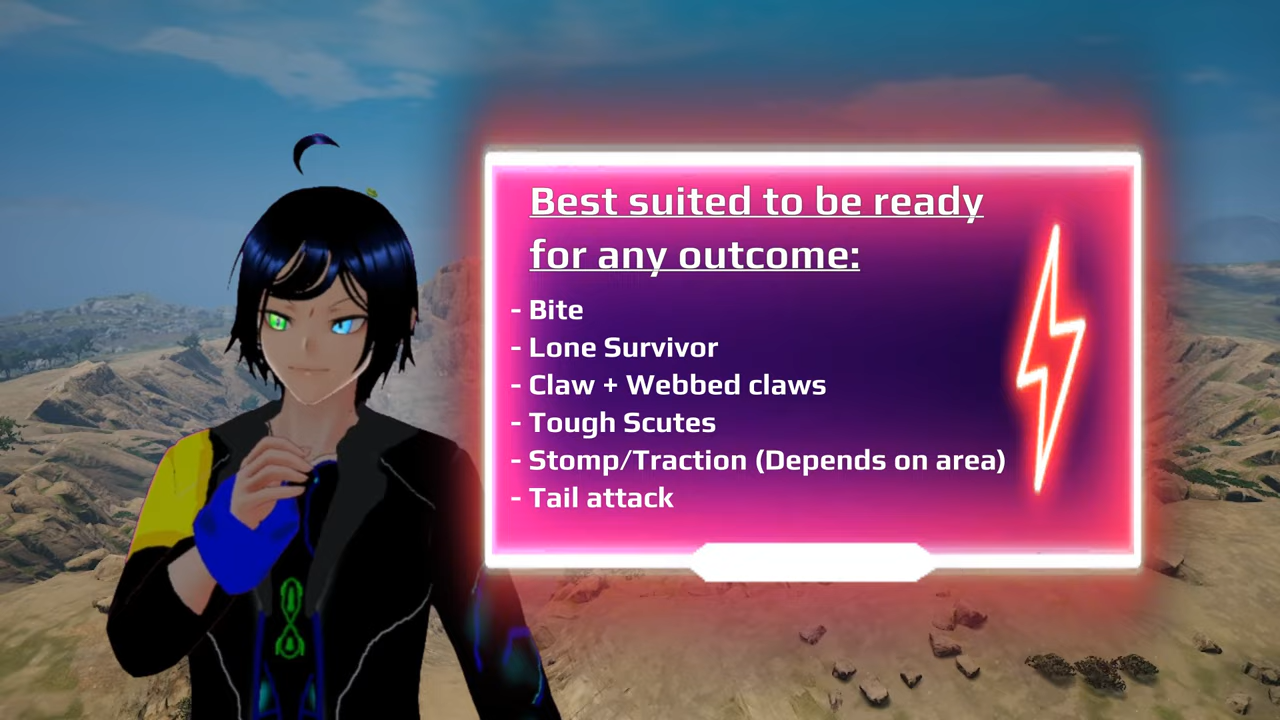 Best suited to be ready
for any outcome:
- Bite
- Lone Survivor
- Claw + Webbed claws
- Tough Scutes
- Stomp/Traction (Depends on area)
- Tail attack